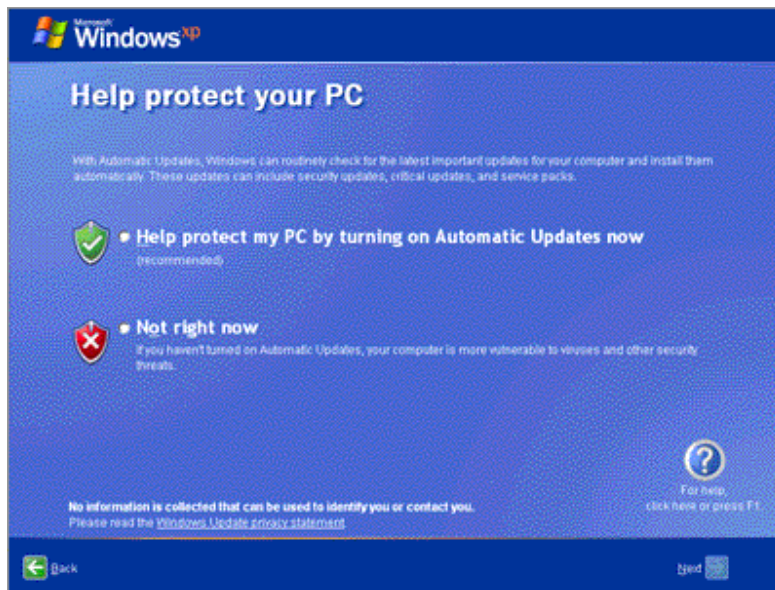 Microsoft
Windows xp
Help protect your PC
With Automatic Updates, Windows can routinely check for the latest important updates for your computer and install them
automatically. These updates can include security updates, critical updates, and service packs.
Help protect my PC by turning on Automatic Updates now
(recommended)
Not right now
If you haven't turned on Automatic Updates, your computer is more vulnerable to viruses and other security
threats.
For help,
click here or press F1
No information is collected that can be used to identify you or contact you.
Please read the Windows Update privacy statement
Back
Next